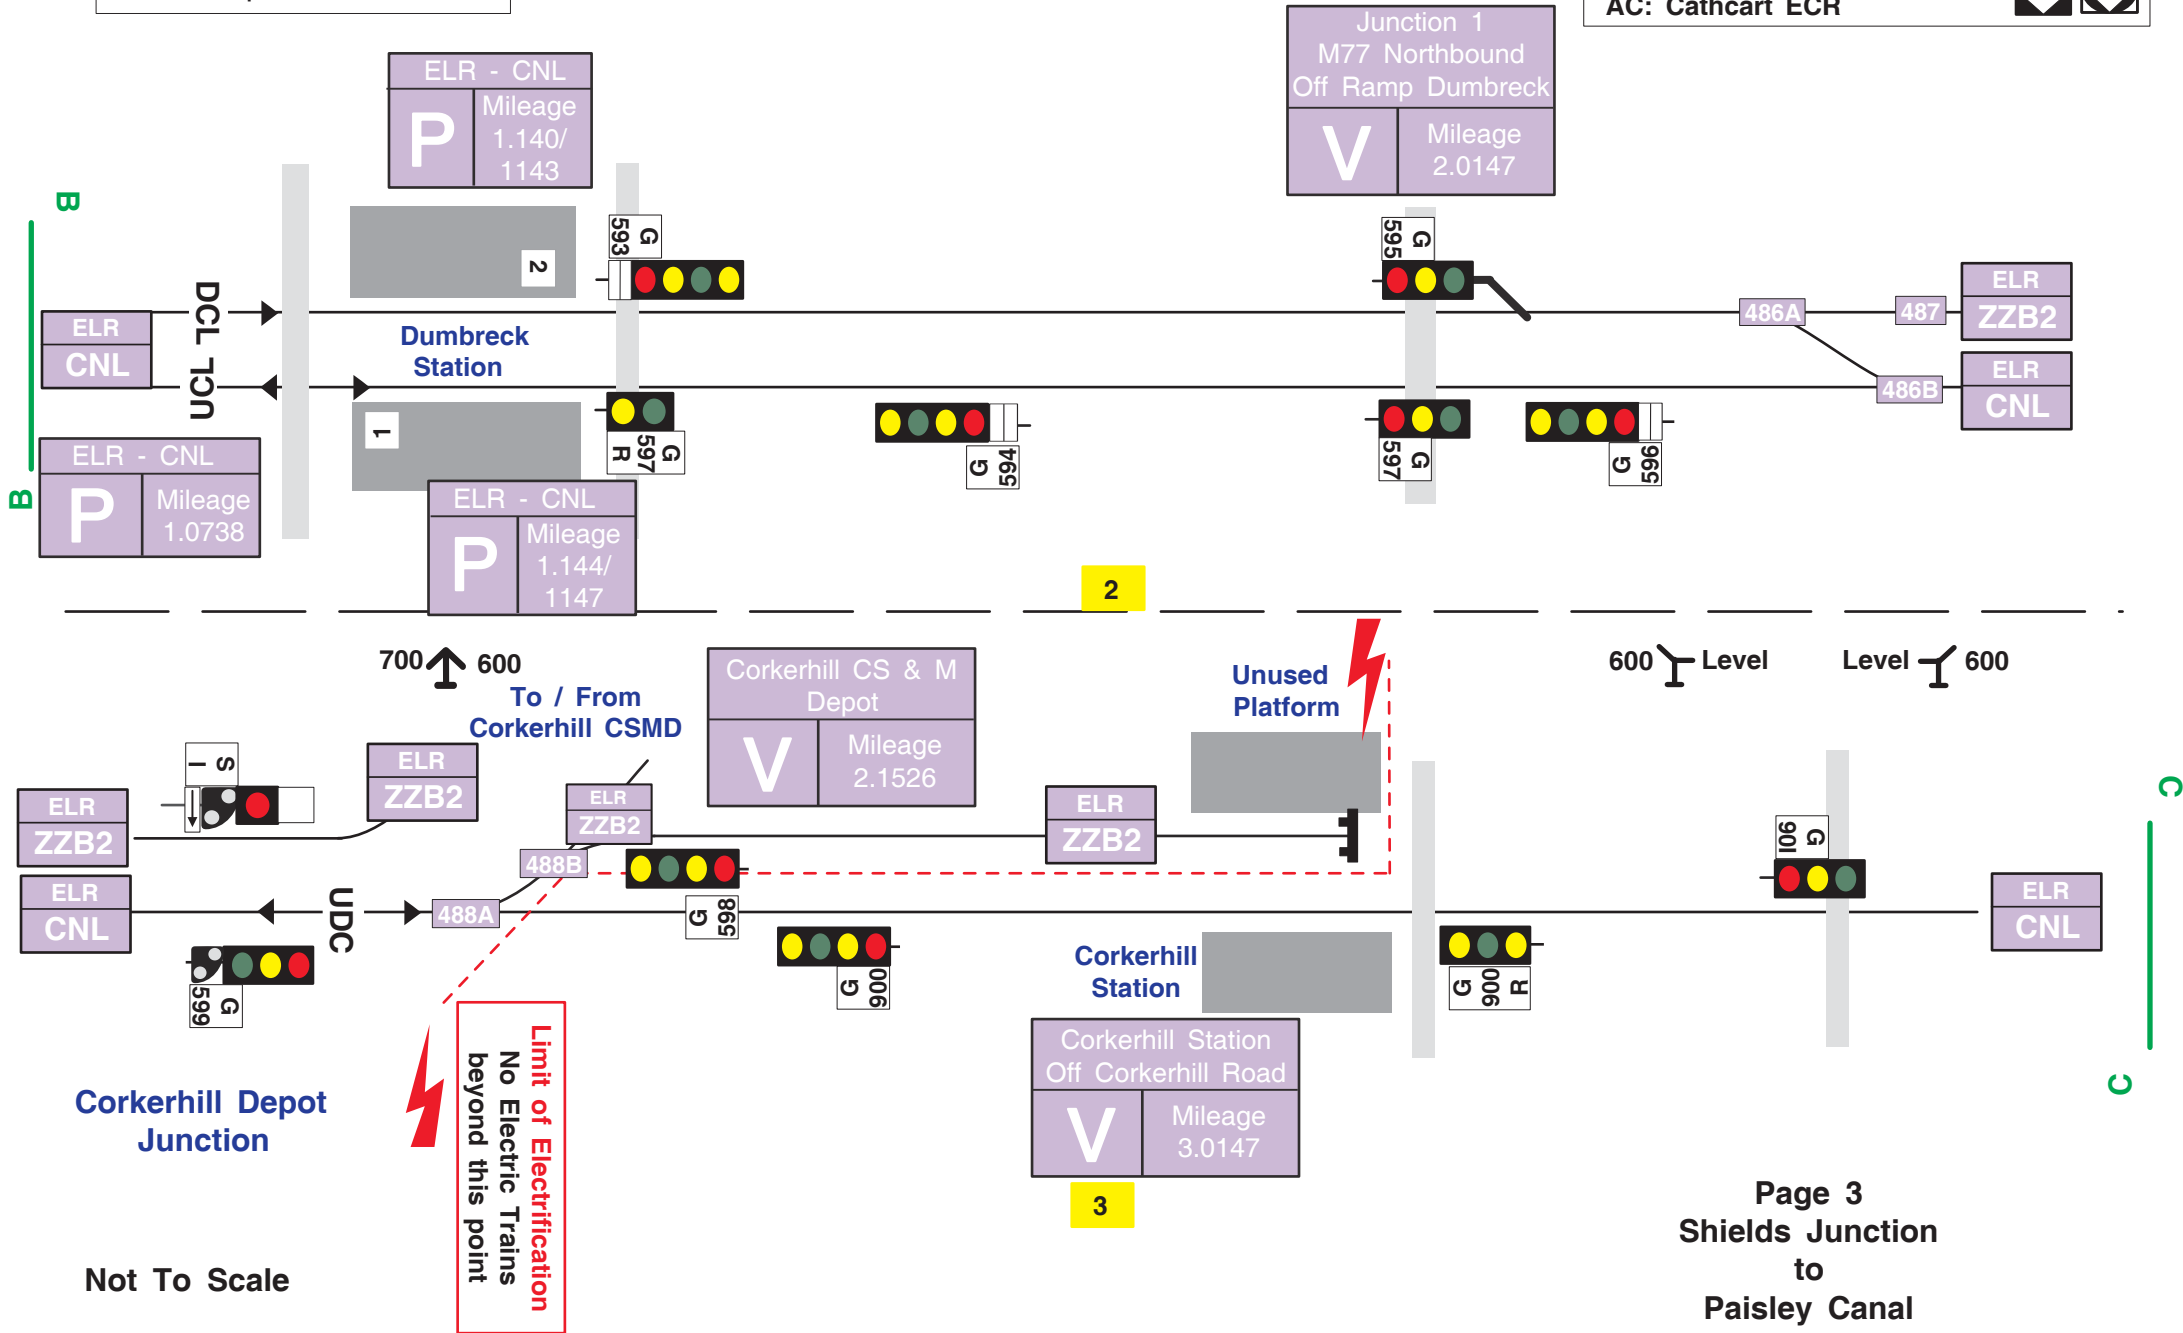 AC: Cathcart ECR
Junction 1
M77 Northbound
Off Ramp Dumbreck
V
Mileage
2.0147
ELR - CNL
P
Mileage
1.140/
1143
B
2
G
593
G
595
DCL
ELR
CNL
UCL
Dumbreck
Station
486A
487
ELR
ZZB2
486B
ELR
CNL
1
G
597
R
G
594
G
597
G
596
B
ELR - CNL
P
Mileage
1.0738
ELR - CNL
P
Mileage
1.144/
1147
2
700
600
To / From
Corkerhill CSMD
Corkerhill CS & M
Depot
V
Mileage
2.1526
Unused
Platform
600
Level
Level
600
S
I
ELR
ZZB2
ELR
ZZB2
ELR
ZZB2
ELR
ZZB2
C
488B
G
901
ELR
CNL
UDC
488A
G
598
ELR
CNL
G
599
G
900
Corkerhill
Station
G
900
R
Corkerhill Station
Off Corkerhill Road
V
Mileage
3.0147
C
Limit of Electrification
No Electric Trains
beyond this point
Corkerhill Depot
Junction
3
Not To Scale
Page 3
Shields Junction
to
Paisley Canal